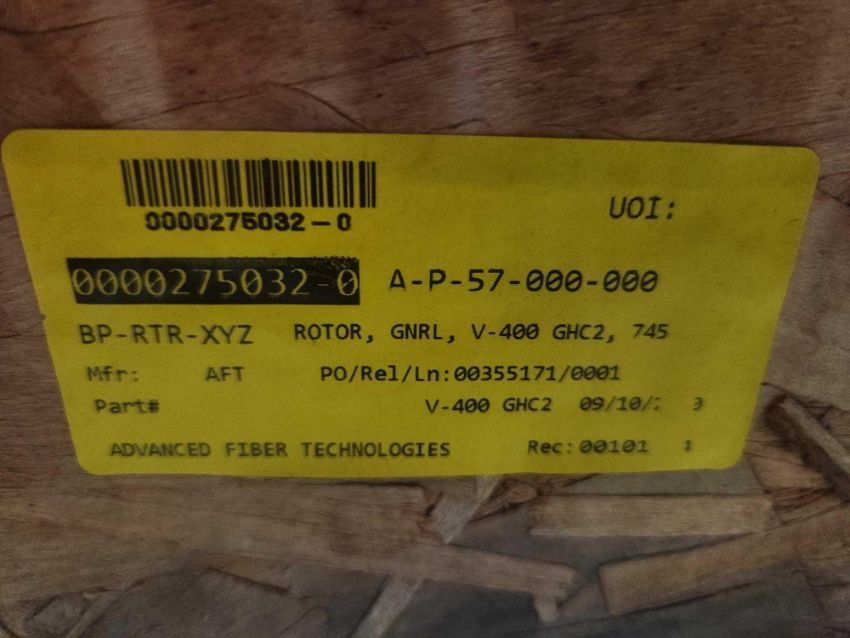 0000275032-0
UOI:
0000275032-0 A-P-57-000-000
BP-RTR-XYZ ROTOR, GNRL, V-400 GHC2, 745
Mfr: AFT PO/Rel/Ln:00355171/0001
Part# V-400 GHC2
ADVANCED FIBER TECHNOLOGIES Rec: